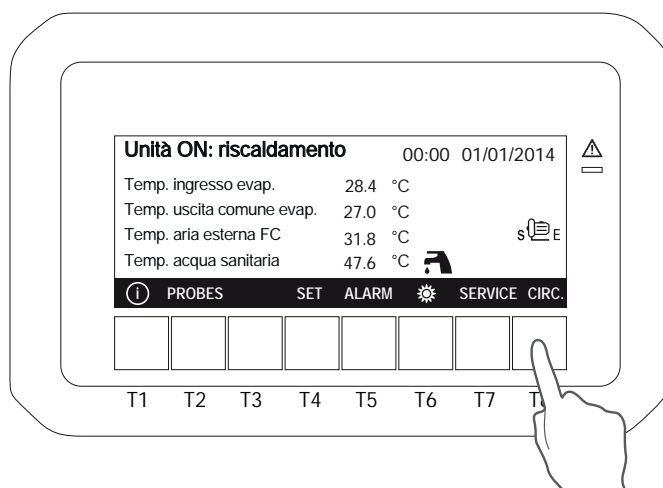 Unità ON: riscaldamento 00:00 01/01/2014
Temp. ingresso evap. 28.4 °C
Temp. uscita comune evap. 27.0 °C
Temp. aria esterna FC 31.8 °C
S E
Temp. acqua sanitaria 47.6 °C
i PROBES SET ALARM SERVICE CIRC.
T1 T2 T3 T4 T5 T6 T7